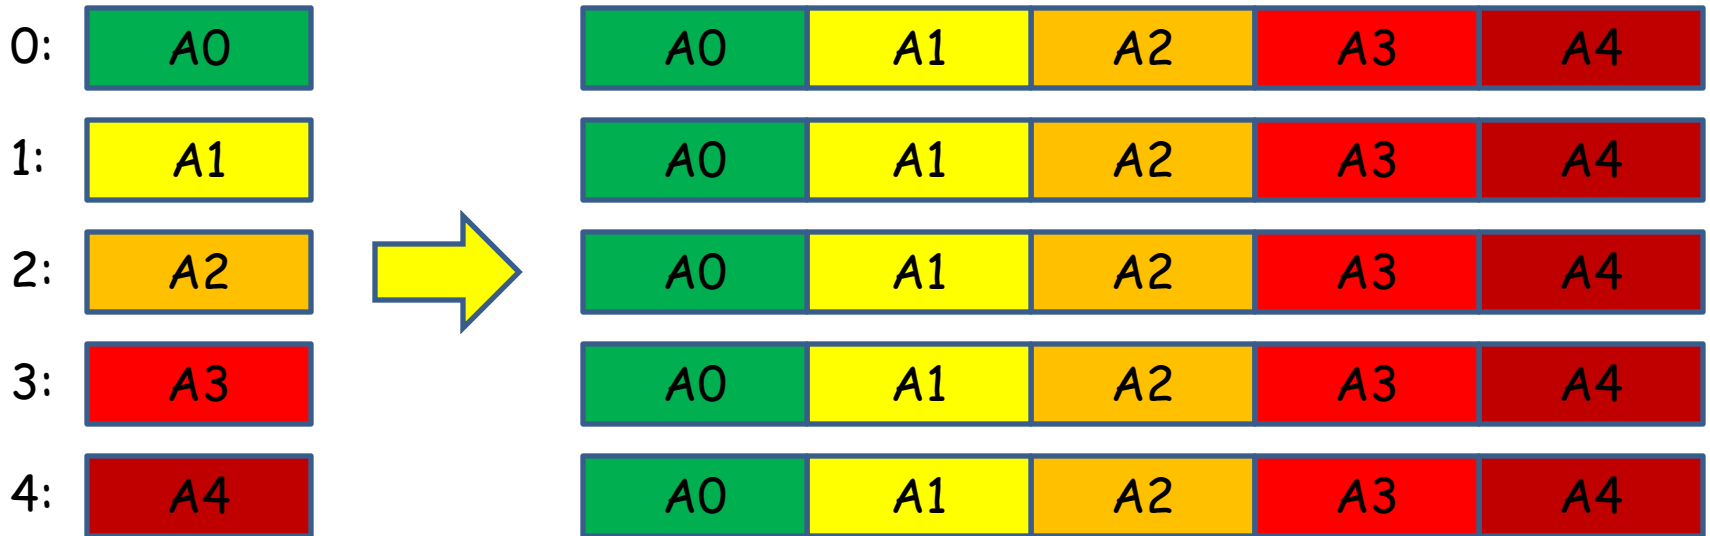 0: A0 A0 A1 A2 A3 A4
1: A1 A0 A1 A2 A3 A4
2: A2 A0 A1 A2 A3 A4
3: A3 A0 A1 A2 A3 A4
4: A4 A0 A1 A2 A3 A4